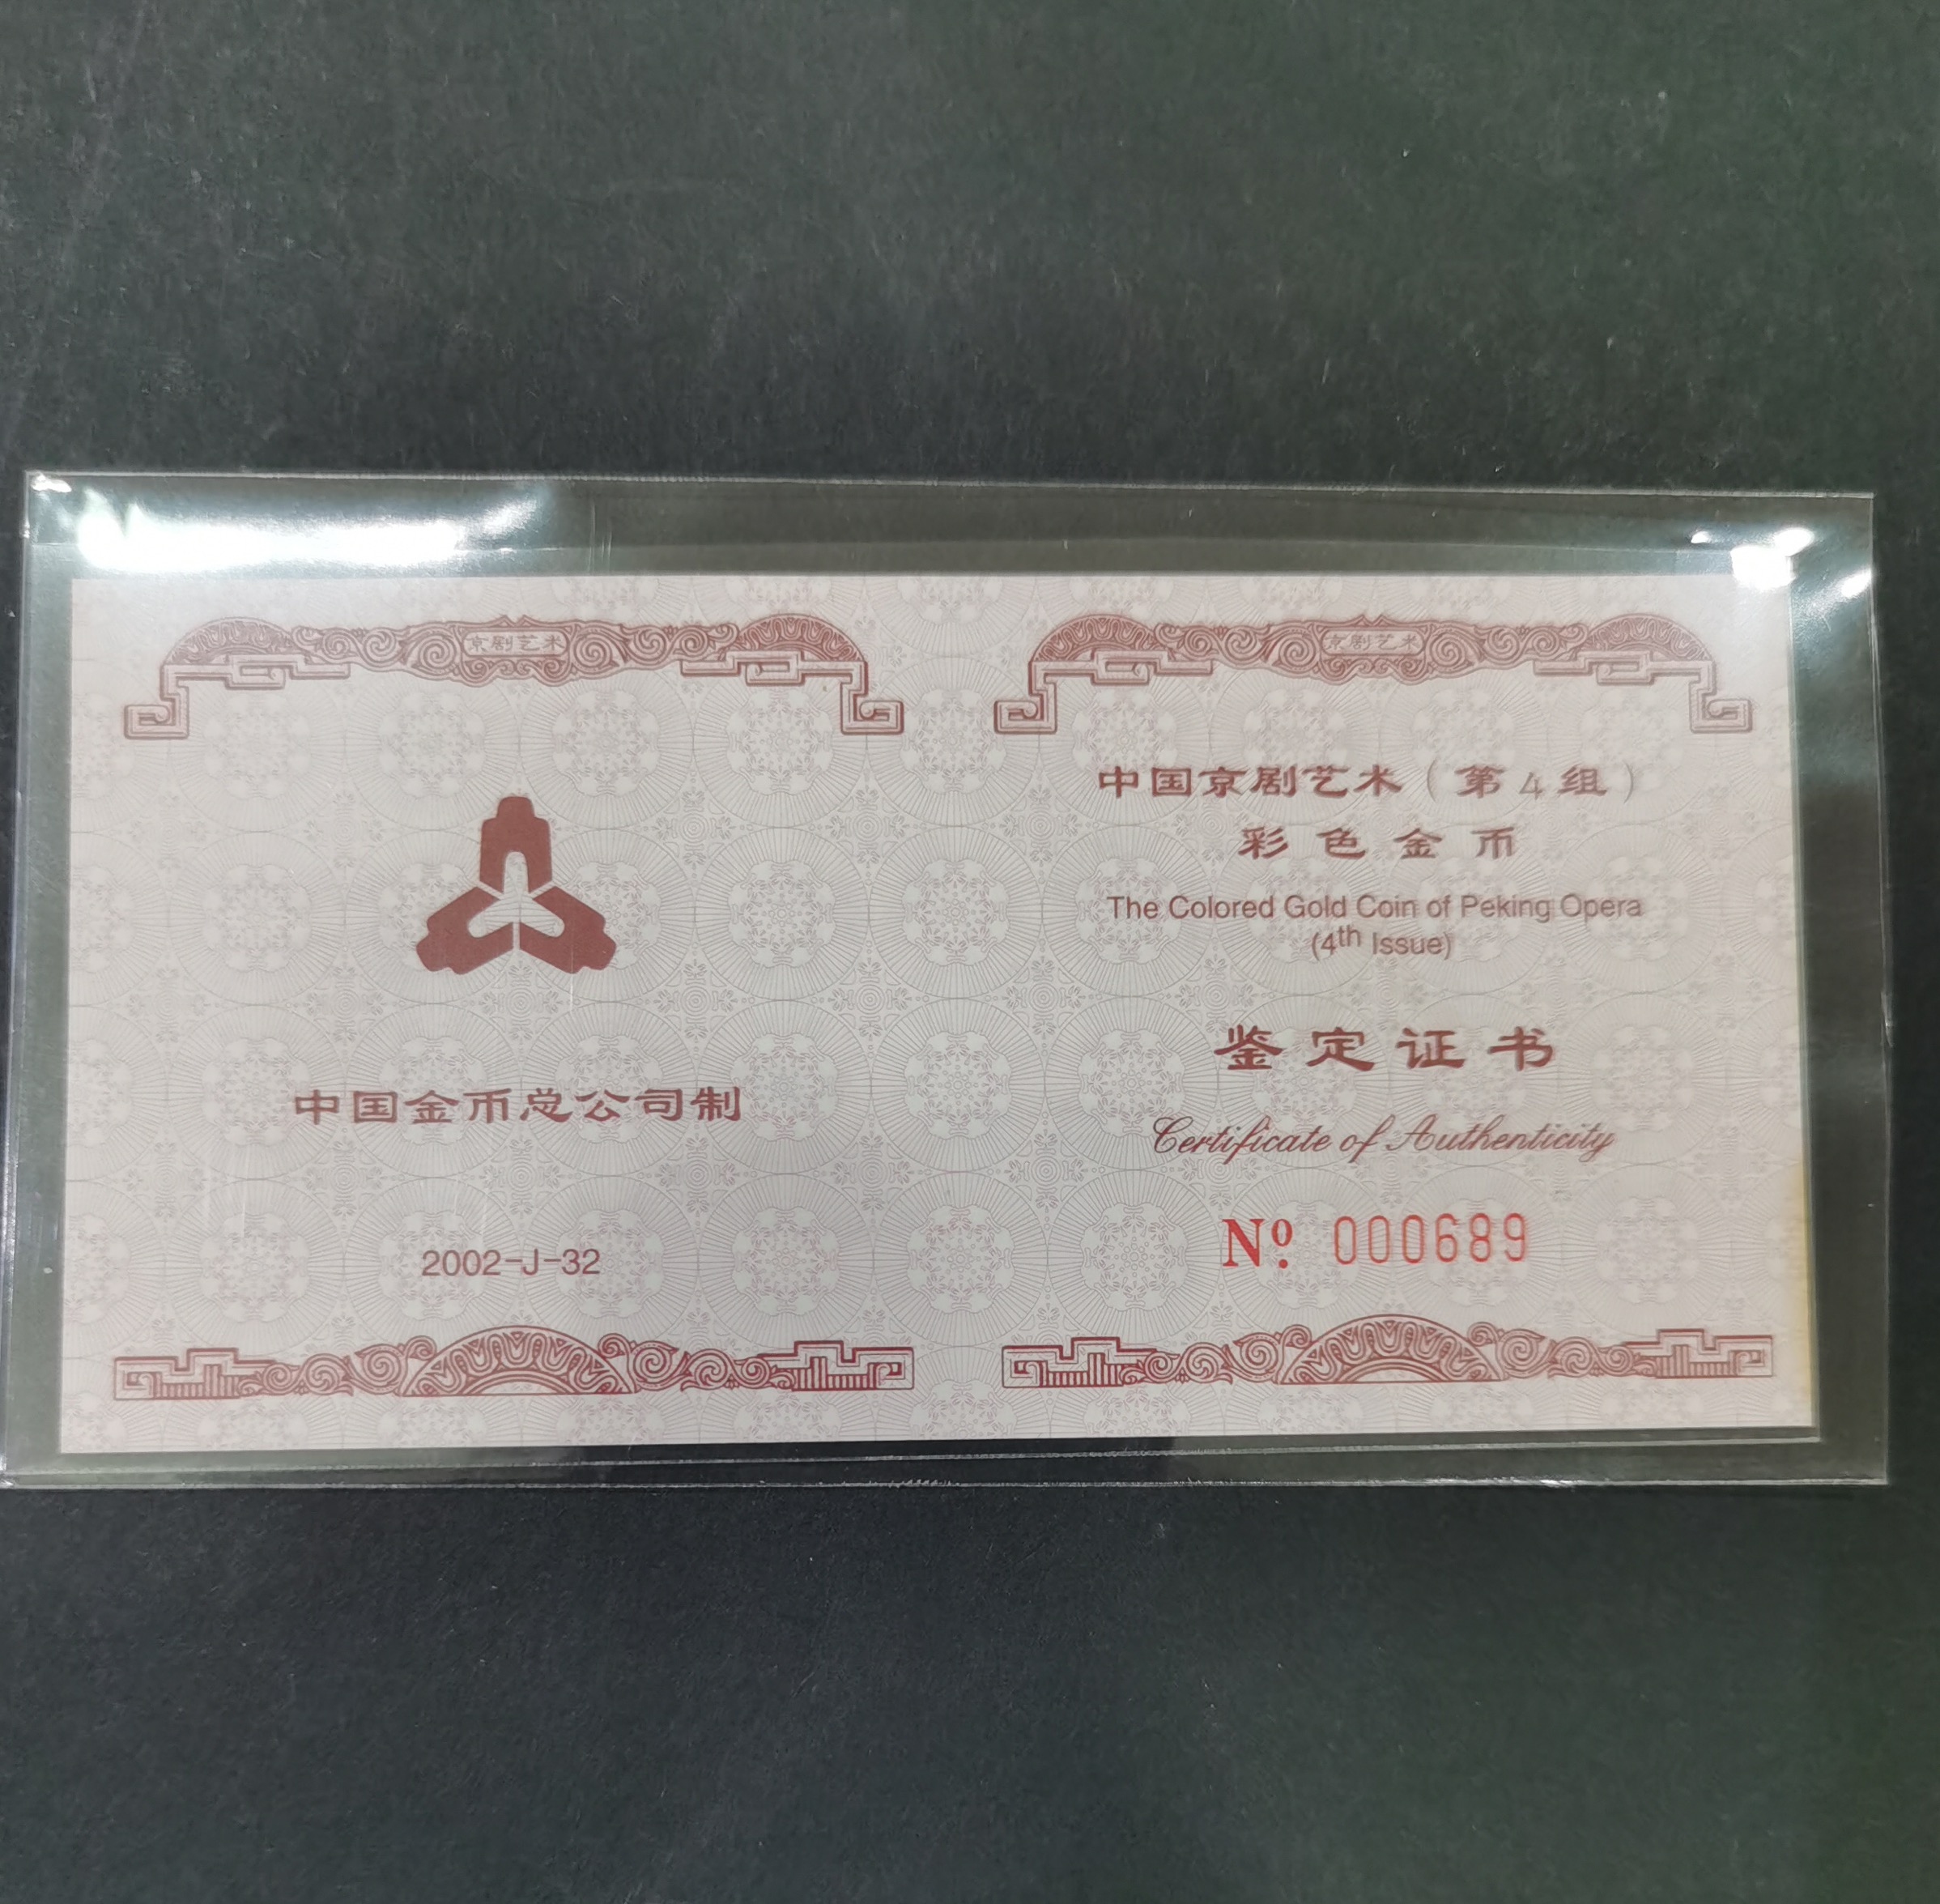 京剧艺术
中国金币总公司制
2002-J-32
京剧艺术
中国京剧艺术（第4组）
彩色金币
The Colored Gold Coin of Peking Opera
(4th Issue)
鉴定证书
Certificate of Authenticity
Nº. 000689